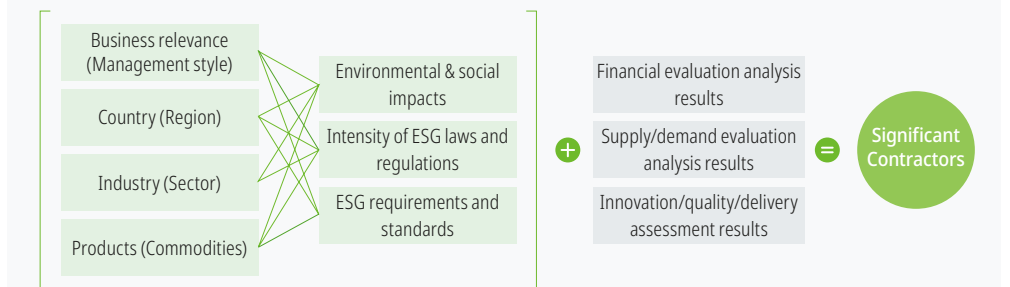 Business relevance
(Management style)
Country (Region)
Industry (Sector)
Products (Commodities)
Environmental & social
impacts
Intensity of ESG laws and
regulations
ESG requirements and
standards
+
Financial evaluation analysis
results
Supply/demand evaluation
analysis results
Innovation/quality/delivery
assessment results
=
Significant
Contractors